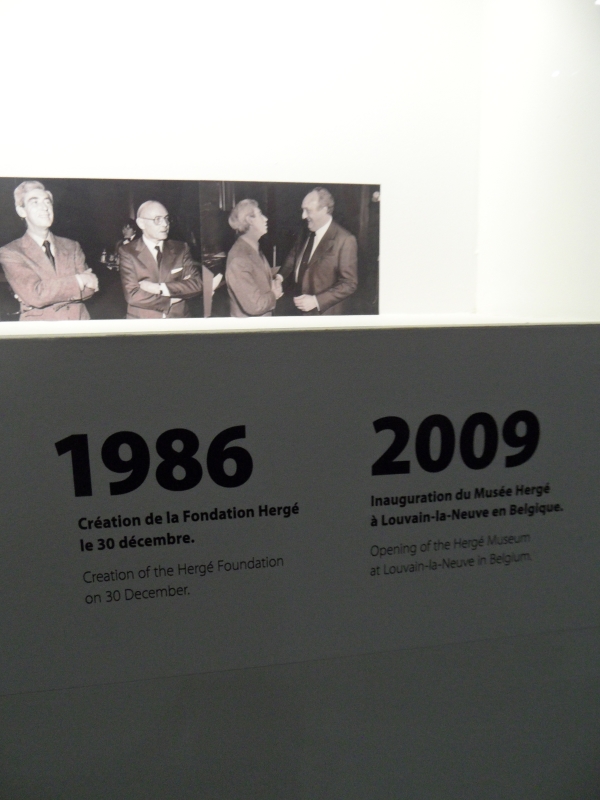 1986
Création de la Fondation Hergé
le 30 décembre.
Creation of the Hergé Foundation
on 30 December.
2009
Inauguration du Musée Hergé
à Louvain-la-Neuve en Belgique.
Opening of the Hergé Museum
at Louvain-la-Neuve in Belgium.